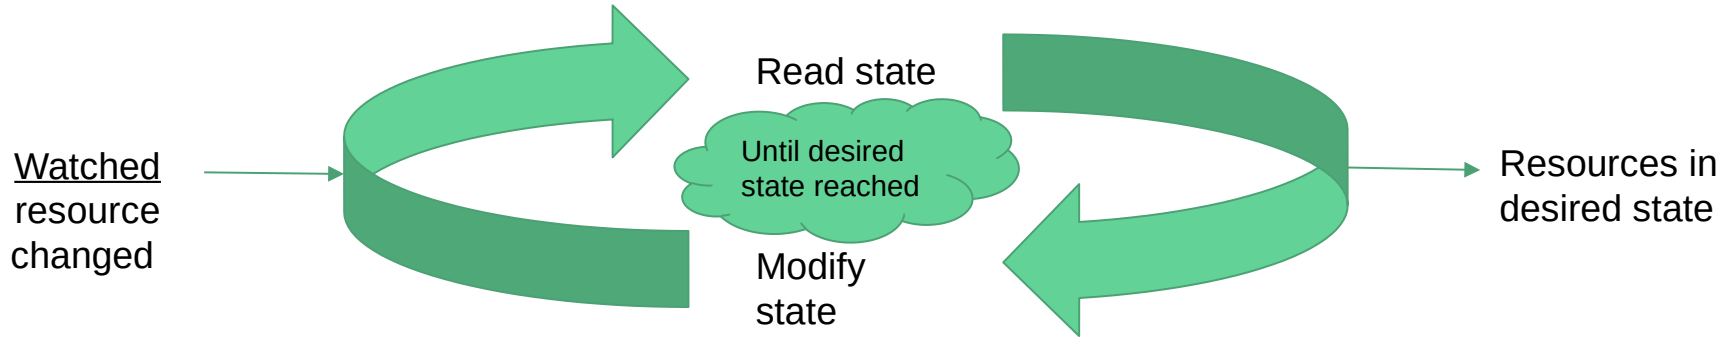 Watched
resource
changed
Read state
Until desired
state reached
Modify
state
Resources in
desired state